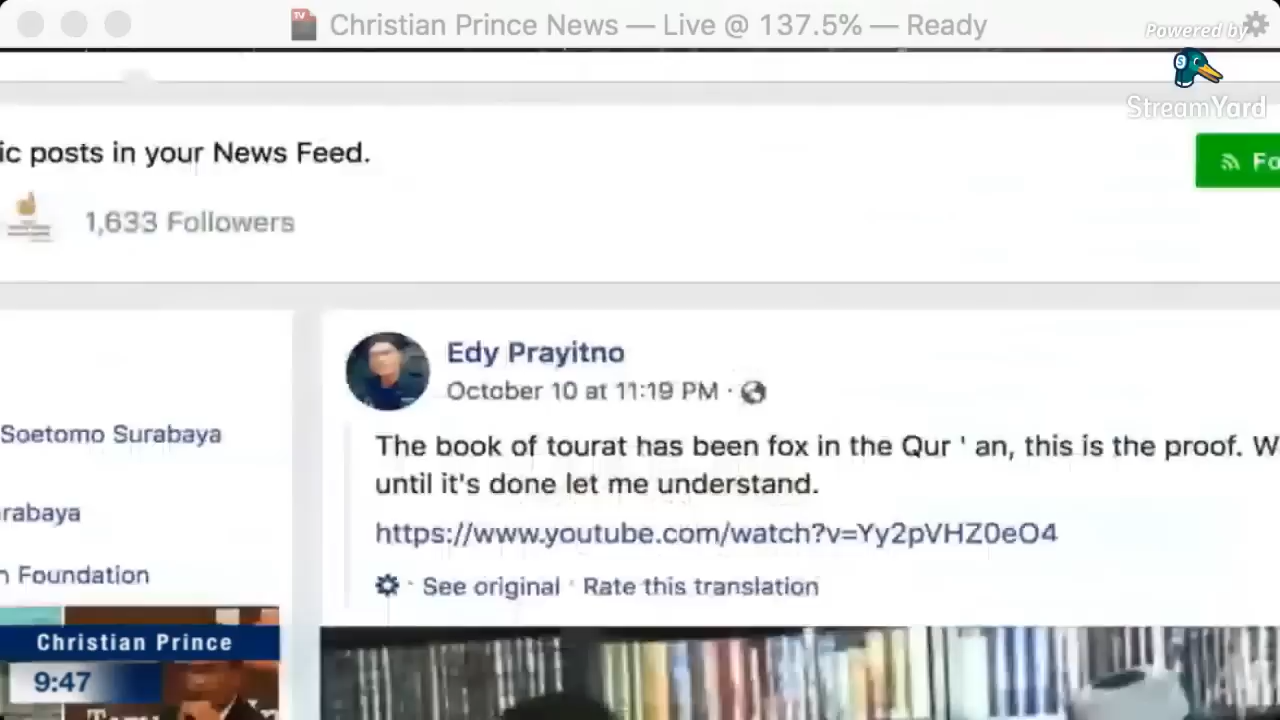 Christian Prince News — Live @ 137.5% — Ready
Powered by
StreamYard
ic posts in your News Feed.
Fo
1,633 Followers
Edy Prayitno
October 10 at 11:19 PM ·
Soetomo Surabaya
The book of tourat has been fox in the Qur ' an, this is the proof. W
until it's done let me understand.
rabaya
https://www.youtube.com/watch?v=Yy2pVHZ0eO4
n Foundation
· See original · Rate this translation
Christian Prince
9:47